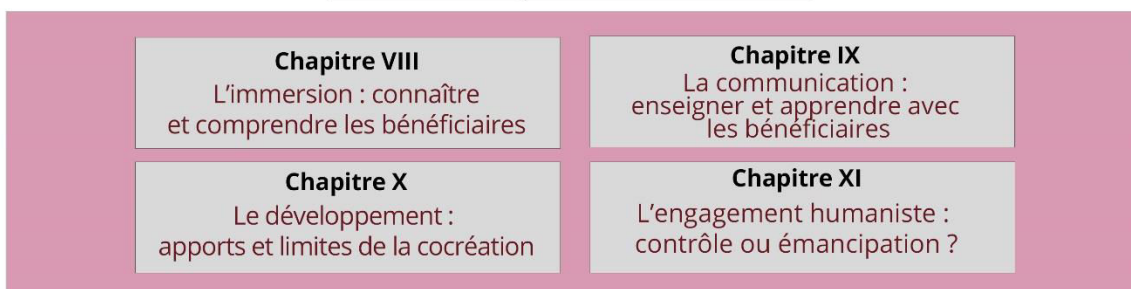 Chapitre VIII
L’immersion : connaître
et comprendre les bénéficiaires
Chapitre IX
La communication :
enseigner et apprendre avec
les bénéficiaires
Chapitre X
Le développement :
apports et limites de la cocréation
Chapitre XI
L’engagement humaniste :
contrôle ou émancipation ?